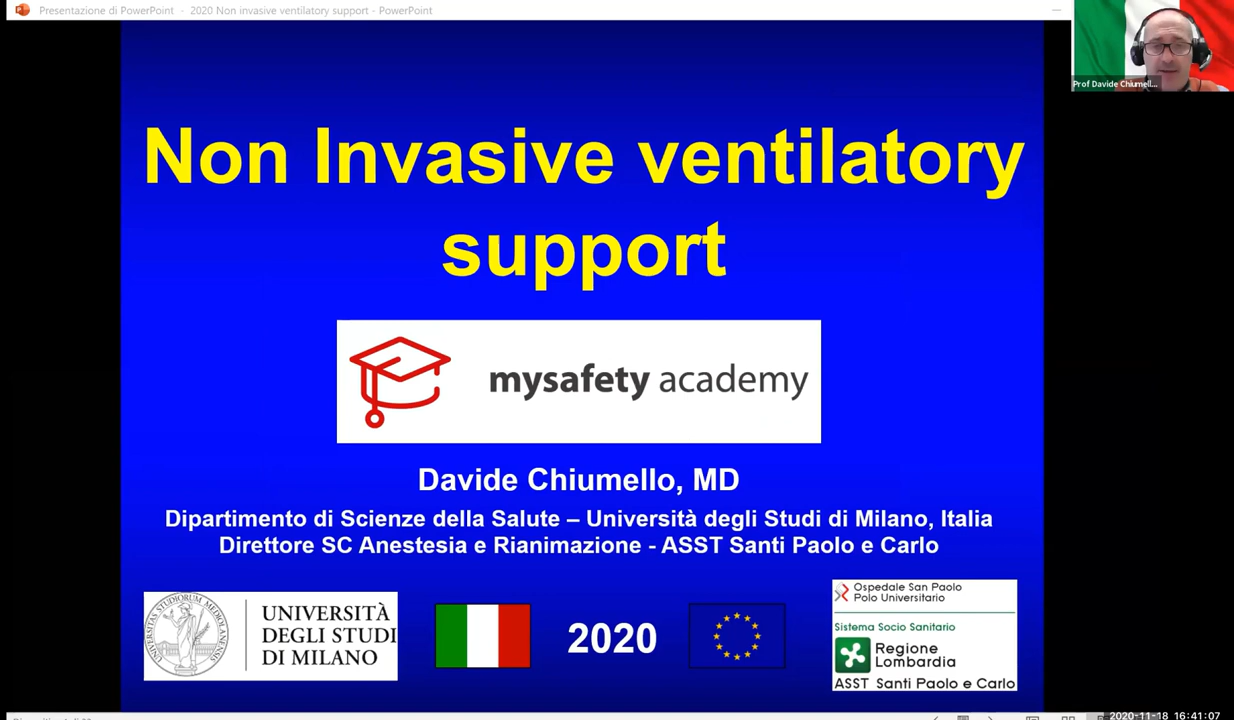 Presentazione di PowerPoint - 2020 Non invasive ventilatory support - PowerPoint
Prof Davide Chiumell...
Non Invasive ventilatory
support
mysafety academy
Davide Chiumello, MD
Dipartimento di Scienze della Salute – Università degli Studi di Milano, Italia
Direttore SC Anestesia e Rianimazione - ASST Santi Paolo e Carlo
UNIVERSITÀ
DEGLI STUDI
DI MILANO
2020
Ospedale San Paolo
Polo Universitario
Sistema Socio Sanitario
Regione
Lombardia
ASST Santi Paolo e Carlo
2020-11-18 16:41:07